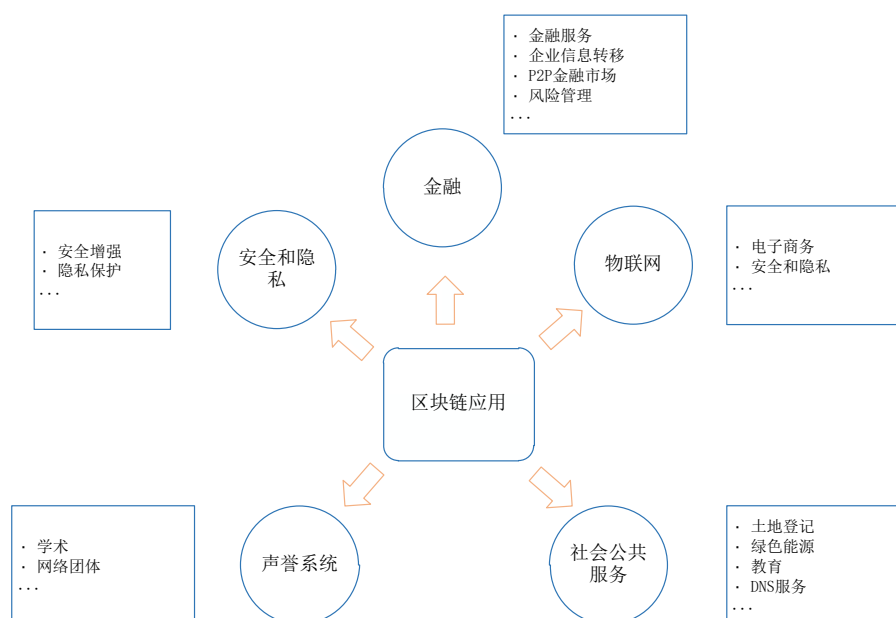 · 金融服务
· 企业信息转移
· P2P金融市场
· 风险管理
...
金融
· 安全增强
· 隐私保护
...
安全和隐
私
物联网
· 电子商务
· 安全和隐私
...
区块链应用
· 学术
· 网络团体
...
声誉系统
社会公共
服务
· 土地登记
· 绿色能源
· 教育
· DNS服务
...